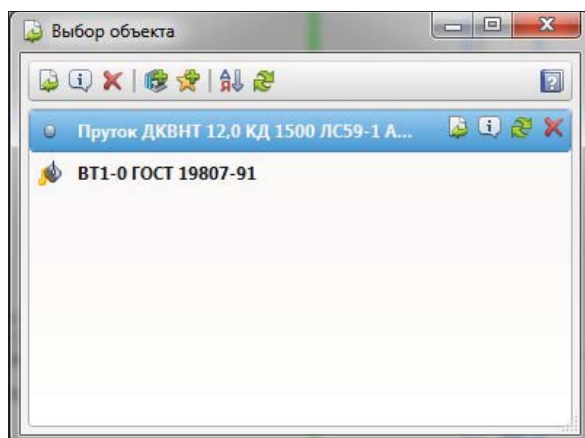 Выбор объекта
Пруток ДКВНТ 12,0 КД 1500 ЛС59-1 А...
ВТ1-0 ГОСТ 19807-91